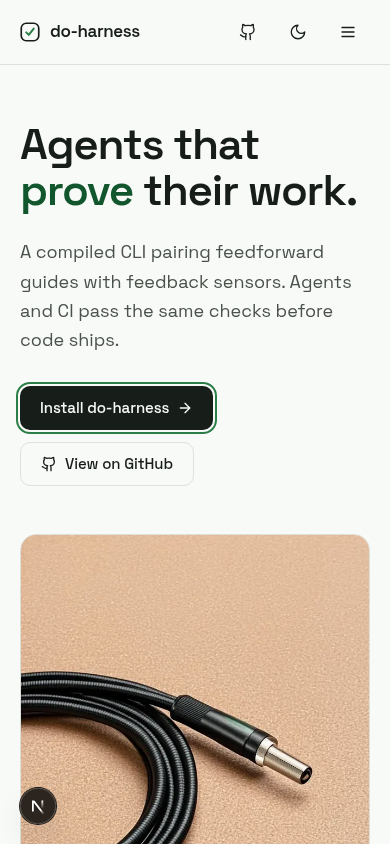 do-harness
Agents that
prove their work.
A compiled CLI pairing feedforward
guides with feedback sensors. Agents
and CI pass the same checks before
code ships.
Install do-harness
View on GitHub
N